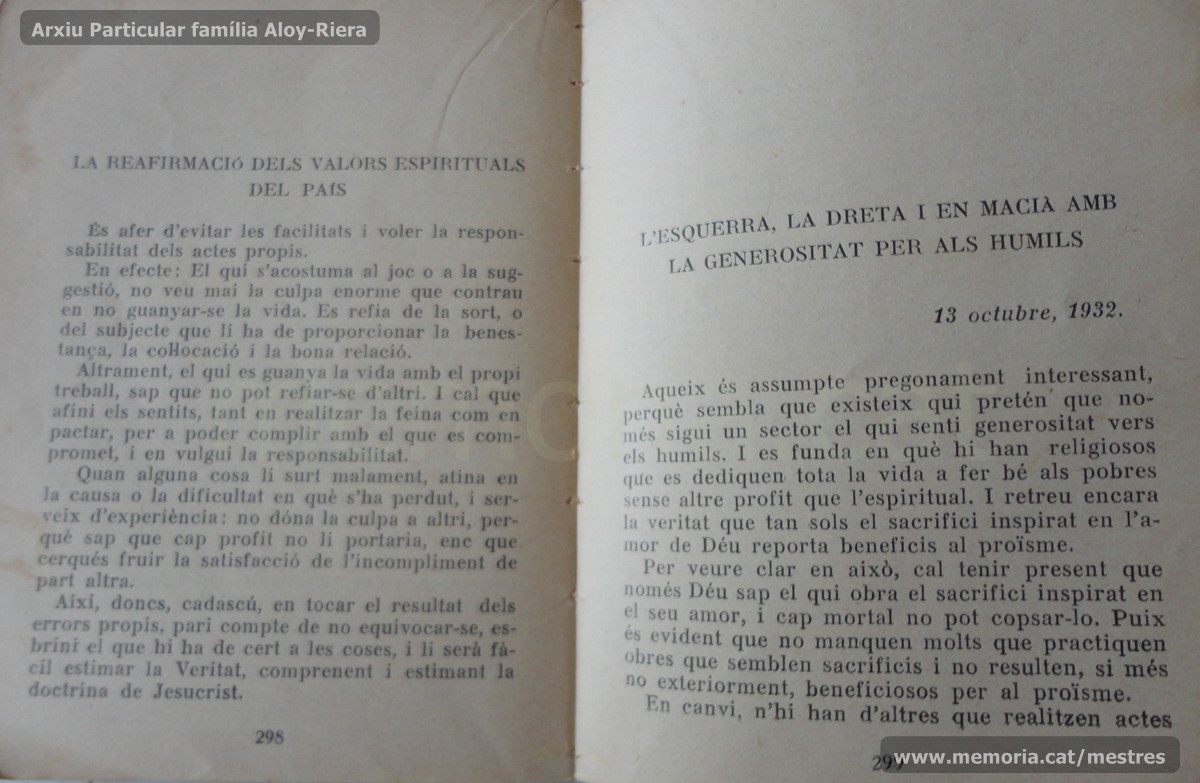 Arxiu Particular família Aloy-Riera
LA REAFIRMACIÓ DELS VALORS ESPIRITUALS
DEL PAÍS
És afer d'evitar les facilitats i voler la respon-
sabilitat dels actes propis.
En efecte: El qui s'acostuma al joc o a la sug-
gestió, no veu mai la culpa enorme que contrau
en no guanyar-se la vida. Es refia de la sort, o
del subjecte que li ha de proporcionar la benes-
tança, la col·locació i la bona relació.
Altrament, el qui es guanya la vida amb el propi
treball, sap que no pot refiar-se d'altri. I cal que
afini els sentits, tant en realitzar la feina com en
pactar, per a poder complir amb el que es com-
promet, i en vulgui la responsabilitat.
Quan alguna cosa li surt malament, atina en
la causa o la dificultat en què s'ha perdut, i ser-
veix d'experiència: no dóna la culpa a altri, per-
què sap que cap profit no li portaria, enc que
cerqués fruir la satisfacció de l'incompliment de
part altra.
Així, doncs, cadascú, en tocar el resultat dels
errors propis, pari compte de no equivocar-se, es-
brini el que hi ha de cert a les coses, i li serà fà-
cil estimar la Veritat, comprenent i estimant la
doctrina de Jesucrist.
298
L'ESQUERRA, LA DRETA I EN MACIÀ AMB
LA GENEROSITAT PER ALS HUMILS
13 octubre, 1932.
Aqueix és assumpte pregonament interessant,
perquè sembla que existeix qui pretén que no-
més sigui un sector el qui senti generositat vers
els humils. I es funda en què hi han religiosos
que es dediquen tota la vida a fer bé als pobres
sense altre profit que l'espiritual. I retreu encara
la veritat que tan sols el sacrifici inspirat en l'a-
mor de Déu reporta beneficis al proïsme.
Per veure clar en això, cal tenir present que
només Déu sap el qui obra el sacrifici inspirat en
el seu amor, i cap mortal no pot copsar-lo. Puix
és evident que no manquen molts que practiquen
obres que semblen sacrificis i no resulten, si més
no exteriorment, beneficiosos per al proïsme.
En canvi, n'hi han d'altres que realitzen actes
299
www.memoria.cat/mestres